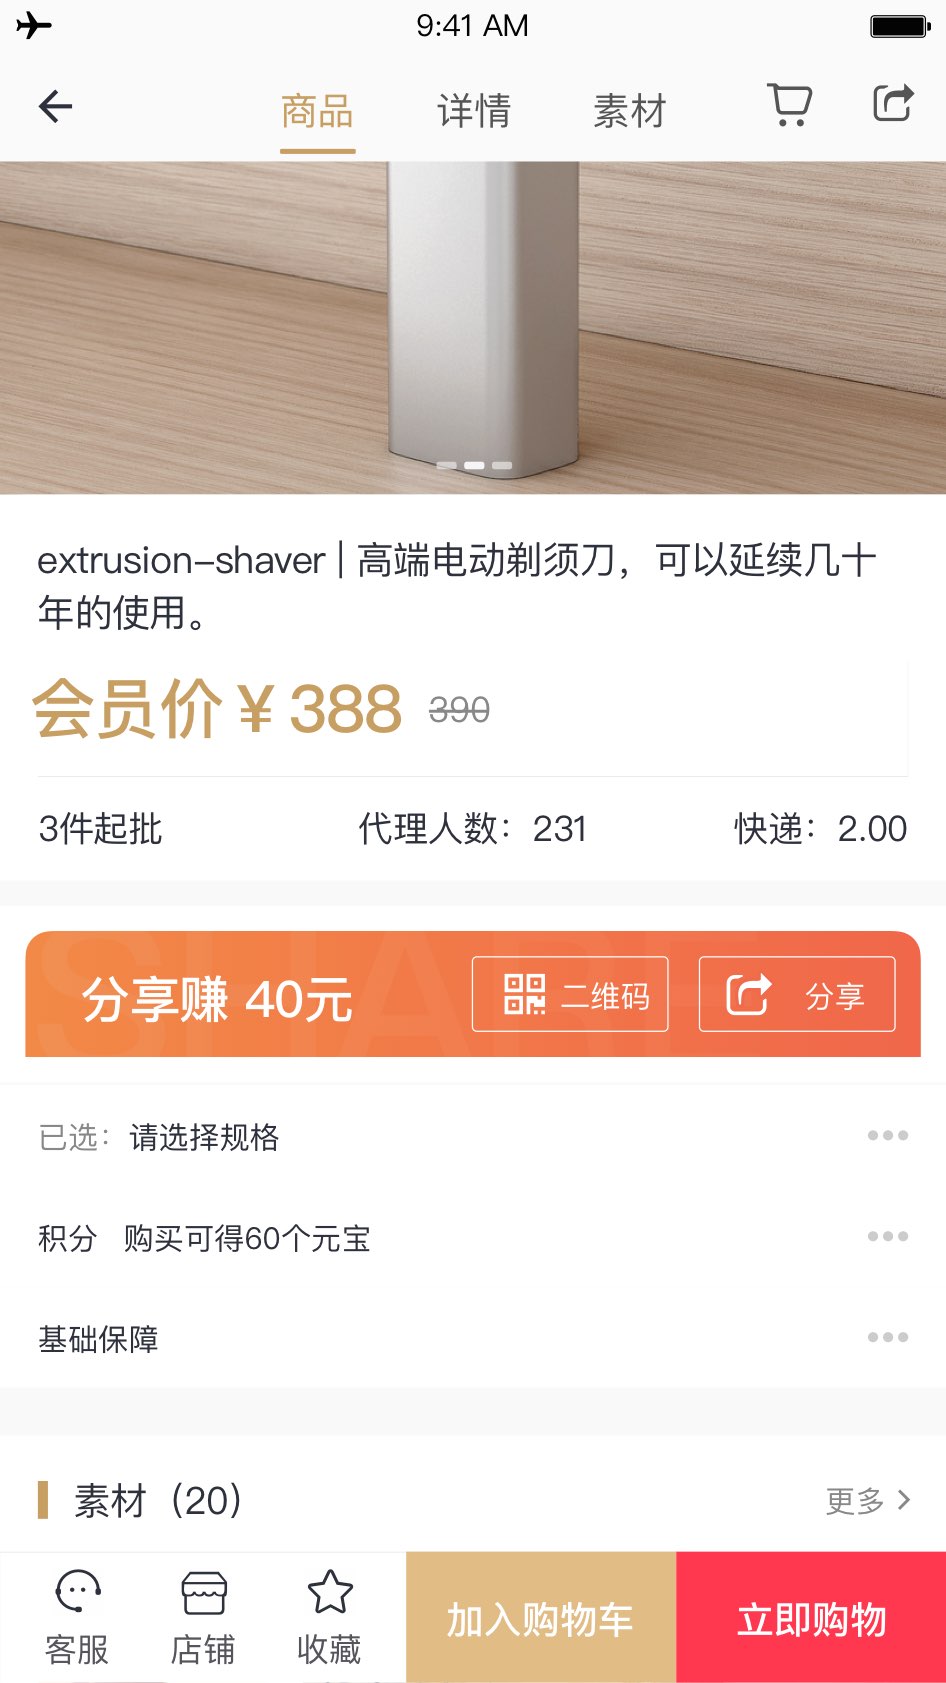 9:41 AM
商品 详情 素材
extrusion-shaver | 高端电动剃须刀，可以延续几十
年的使用。
会员价 ¥ 388 390
3件起批 代理人数：231 快递：2.00
SHARE
分享赚 40元 二维码 分享
已选： 请选择规格
积分 购买可得60个元宝
基础保障
素材（20） 更多
客服 店铺 收藏 加入购物车 立即购物